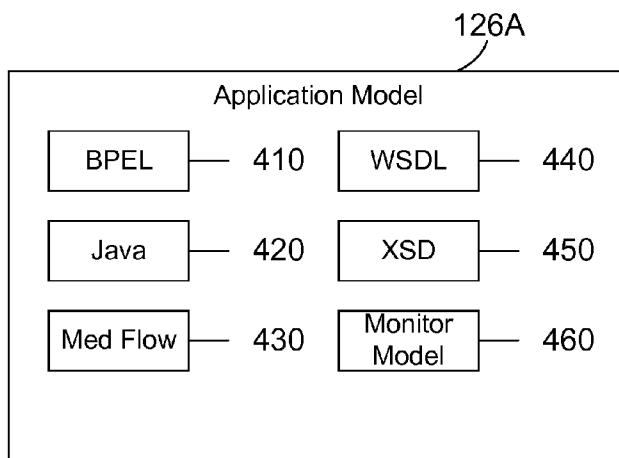 126A
Application Model
BPEL 410 WSDL 440
Java 420 XSD 450
Med Flow 430 Monitor
Model 460